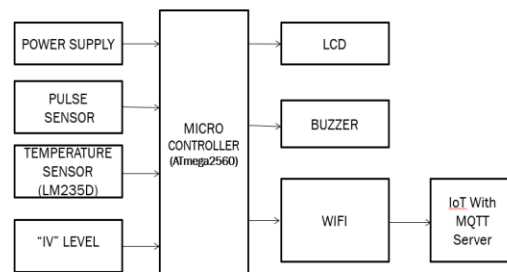 POWER SUPPLY
PULSE
SENSOR
TEMPERATURE
SENSOR
(LM235D)
"IV" LEVEL
MICRO
CONTROLLER
(ATmega2560)
LCD
BUZZER
WIFI
IoT With
MQTT
Server